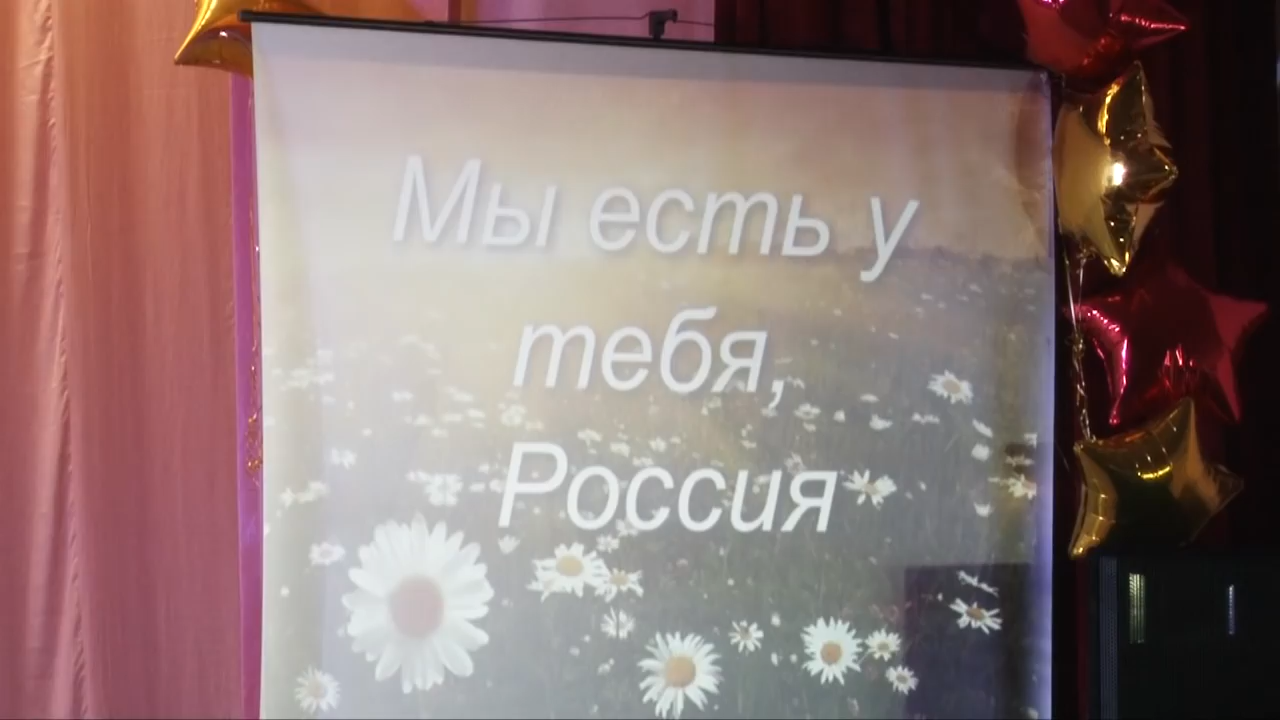 Мы есть у
тебя,
Россия